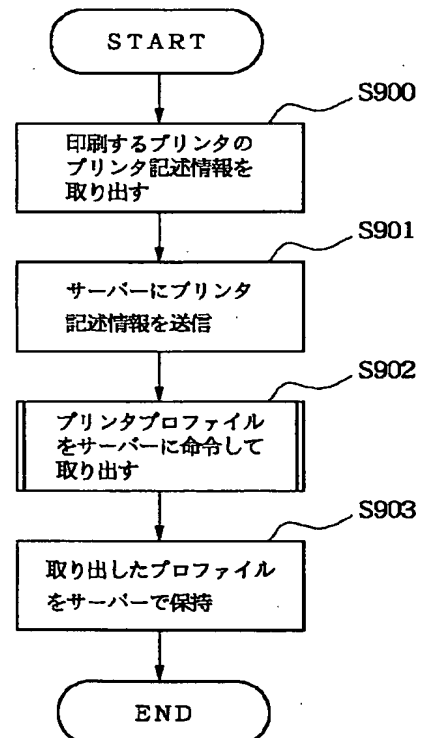 START
S900
印刷するプリンタの
プリンタ記述情報を
取り出す
S901
サーバーにプリンタ
記述情報を送信
S902
プリンタプロファイル
をサーバーに命令して
取り出す
S903
取り出したプロファイル
をサーバーで保持
END